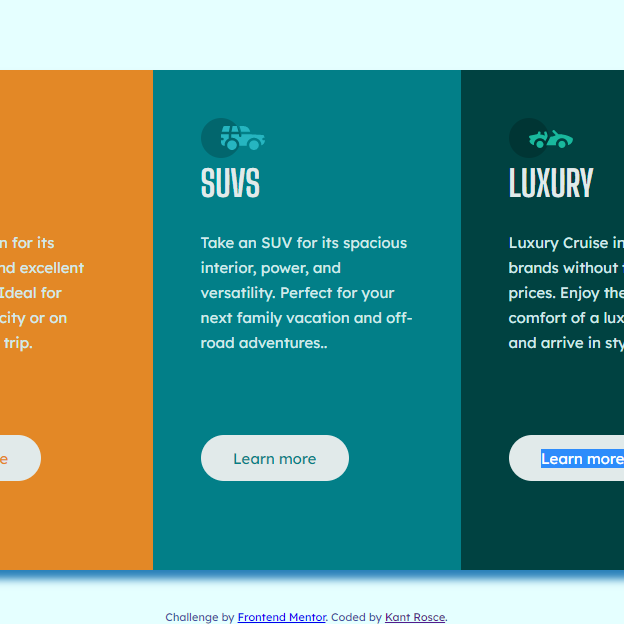 n for its
nd excellent
Ideal for
city or on
trip.
e
SUVS
Take an SUV for its spacious
interior, power, and
versatility. Perfect for your
next family vacation and off-
road adventures..
Learn more
LUXURY
Luxury Cruise in
brands without
prices. Enjoy the
comfort of a lux
and arrive in sty
Learn more
Challenge by Frontend Mentor. Coded by Kant Rosce.